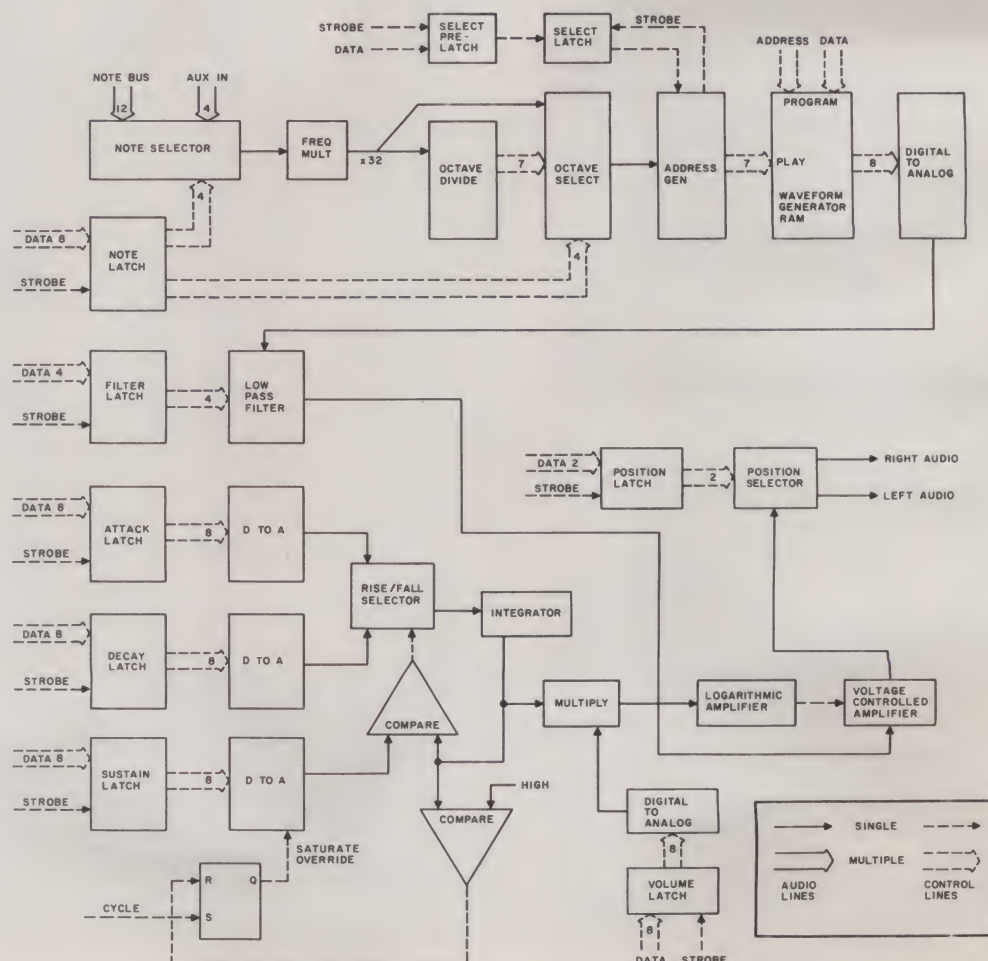 STROBE
DATA
SELECT
PRE-
LATCH
SELECT
LATCH
STROBE
ADDRESS DATA
NOTE BUS
12
AUX IN
4
NOTE SELECTOR
FREQ
MULT
x 32
OCTAVE
DIVIDE
7
OCTAVE
SELECT
ADDRESS
GEN
7
PROGRAM
PLAY
WAVEFORM
GENERATOR
RAM
8
DIGITAL
TO
ANALOG
4
DATA 8
STROBE
NOTE
LATCH
4
DATA 4
STROBE
FILTER
LATCH
4
LOW
PASS
FILTER
DATA 2
STROBE
POSITION
LATCH
2
POSITION
SELECTOR
RIGHT AUDIO
LEFT AUDIO
DATA 8
STROBE
ATTACK
LATCH
8
D TO A
RISE/FALL
SELECTOR
INTEGRATOR
DATA 8
STROBE
DECAY
LATCH
8
D TO A
COMPARE
MULTIPLY
LOGARITHMIC
AMPLIFIER
VOLTAGE
CONTROLLED
AMPLIFIER
DATA 8
STROBE
SUSTAIN
LATCH
8
D TO A
HIGH
COMPARE
DIGITAL
TO
ANALOG
8
VOLUME
LATCH
8
DATA STROBE
SATURATE
OVERRIDE
CYCLE
R Q
S
SINGLE
MULTIPLE
AUDIO
LINES
CONTROL
LINES